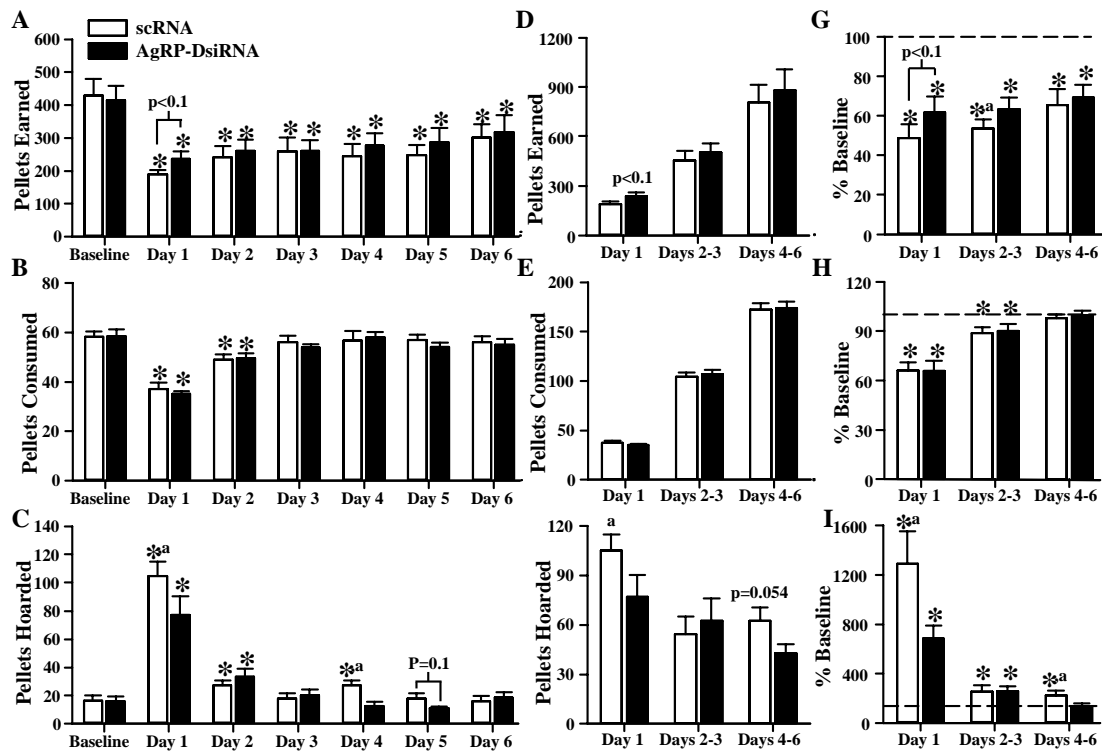 A
scRNA
AgRP-DsiRNA
Pellets Earned
600
500
400
300
200
100
0
p<0.1
* * * * * * * * * * * *
Baseline Day 1 Day 2 Day 3 Day 4 Day 5 Day 6
B
Pellets Consumed
80
60
40
20
0
* * * *
Baseline Day 1 Day 2 Day 3 Day 4 Day 5 Day 6
C
Pellets Hoarded
140
120
100
80
60
40
20
0
*a * * * *a
P=0.1
Baseline Day 1 Day 2 Day 3 Day 4 Day 5 Day 6
D
Pellets Earned
1200
900
600
300
0
p<0.1
Day 1 Days 2-3 Days 4-6
E
Pellets Consumed
200
150
100
50
0
Day 1 Days 2-3 Days 4-6
Pellets Hoarded
120
90
60
30
0
a
p=0.054
Day 1 Days 2-3 Days 4-6
G
% Baseline
100
80
60
40
20
0
p<0.1
* * *a * * *
Day 1 Days 2-3 Days 4-6
H
% Baseline
120
90
60
30
0
* * * *
Day 1 Days 2-3 Days 4-6
I
% Baseline
1600
1200
800
400
0
*a * * * *a
Day 1 Days 2-3 Days 4-6